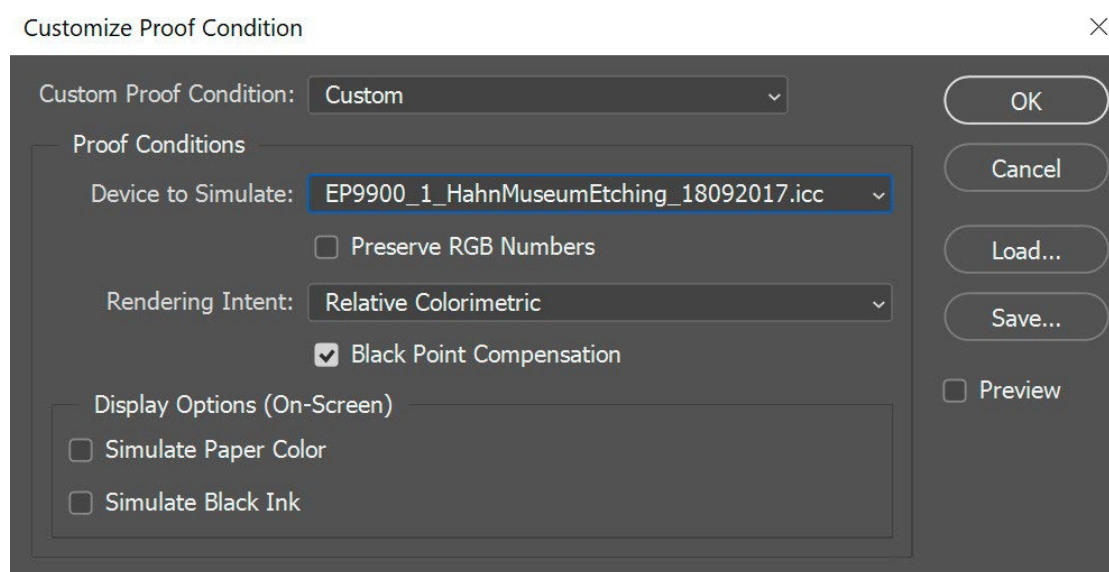 Customize Proof Condition
Custom Proof Condition: Custom
OK
Proof Conditions
Cancel
Device to Simulate: EP9900_1_HahnMuseumEtching_18092017.icc
Preserve RGB Numbers
Load...
Rendering Intent: Relative Colorimetric
Save...
Black Point Compensation
Preview
Display Options (On-Screen)
Simulate Paper Color
Simulate Black Ink